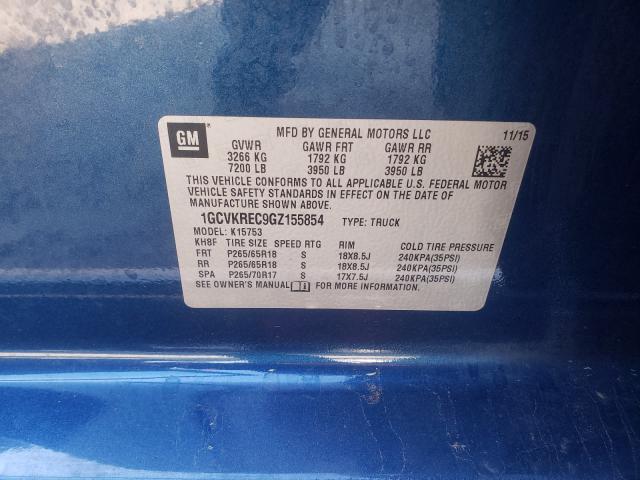 GM
MFD BY GENERAL MOTORS LLC 11/15
GVWR GAWR FRT GAWR RR
3266 KG 1792 KG 1792 KG
7200 LB 3950 LB 3950 LB
THIS VEHICLE CONFORMS TO ALL APPLICABLE U.S. FEDERAL MOTOR
VEHICLE SAFETY STANDARDS IN EFFECT ON THE DATE OF
MANUFACTURE SHOWN ABOVE.
1GCVKREC9GZ155854 TYPE: TRUCK
MODEL: K15753
KH8F TIRE SIZE SPEED RTG RIM COLD TIRE PRESSURE
FRT P265/65R18 S 18X8.5J 240KPA(35PSI)
RR P265/65R18 S 18X8.5J 240KPA(35PSI)
SPA P265/70R17 S 17X7.5J 240KPA(35PSI)
SEE OWNER'S MANUAL FOR MORE INFORMATION.